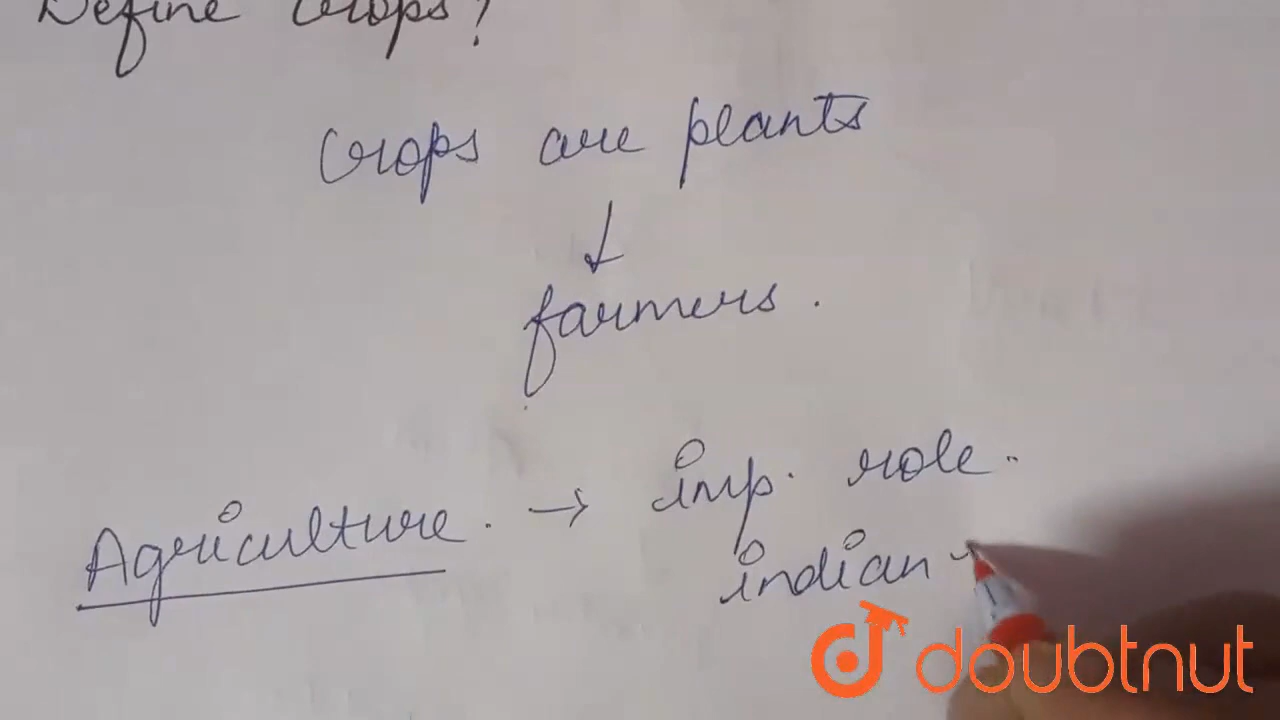 Define Crops?
Crops are plants
↓
farmers.
Agriculture. → imp. role.
indian
doubtnut